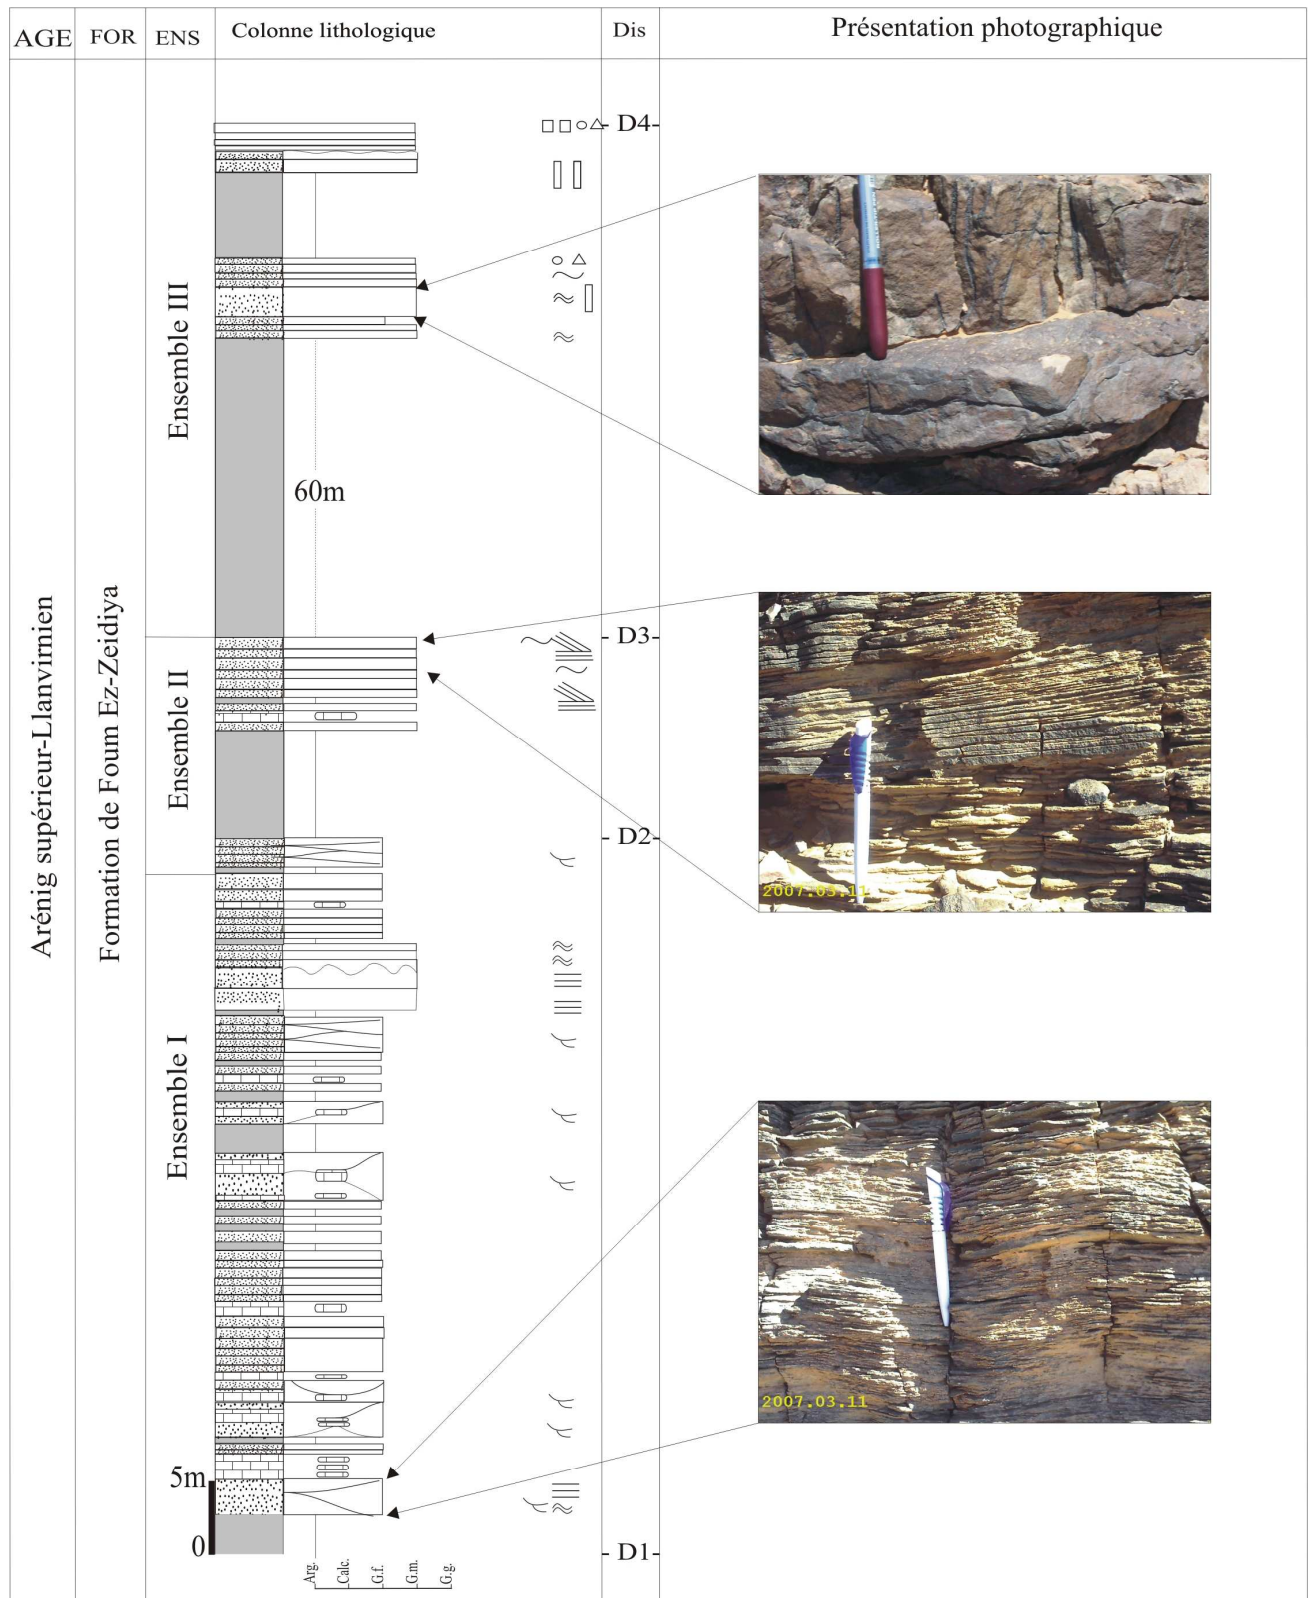 AGE FOR ENS Colonne lithologique Dis Présentation photographique
D4
Ensemble III
60m
D3
Ensemble II
D2
2007.03.11
Arénig supérieur-Llanvirnien
Formation de Foum Ez-Zeidiya
Ensemble I
2007.03.11
5m
0
D1
Arg. Calc. G.f. G.m. G.g.